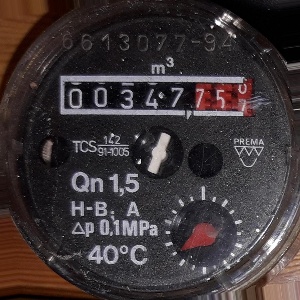 6613077-94
m³
00347,75
TCS 142
91-1005
PREMA
Qn 1,5
H-B; A
Δp 0,1MPa
40°C